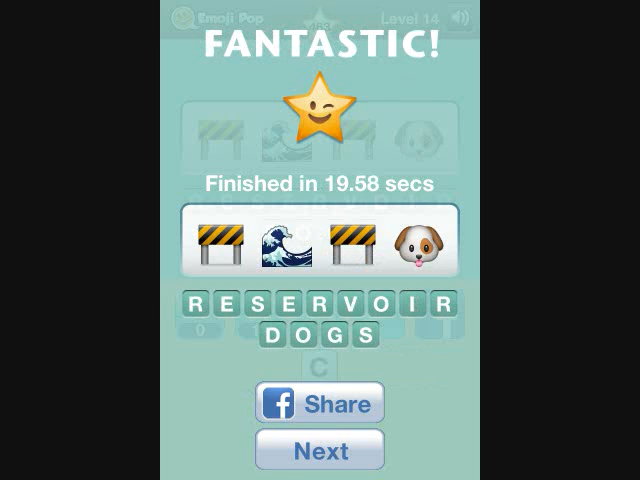 Emoji Pop
Level 14
FANTASTIC!
Finished in 19.58 secs
RESERVOIR
DOGS
C
Share
Next